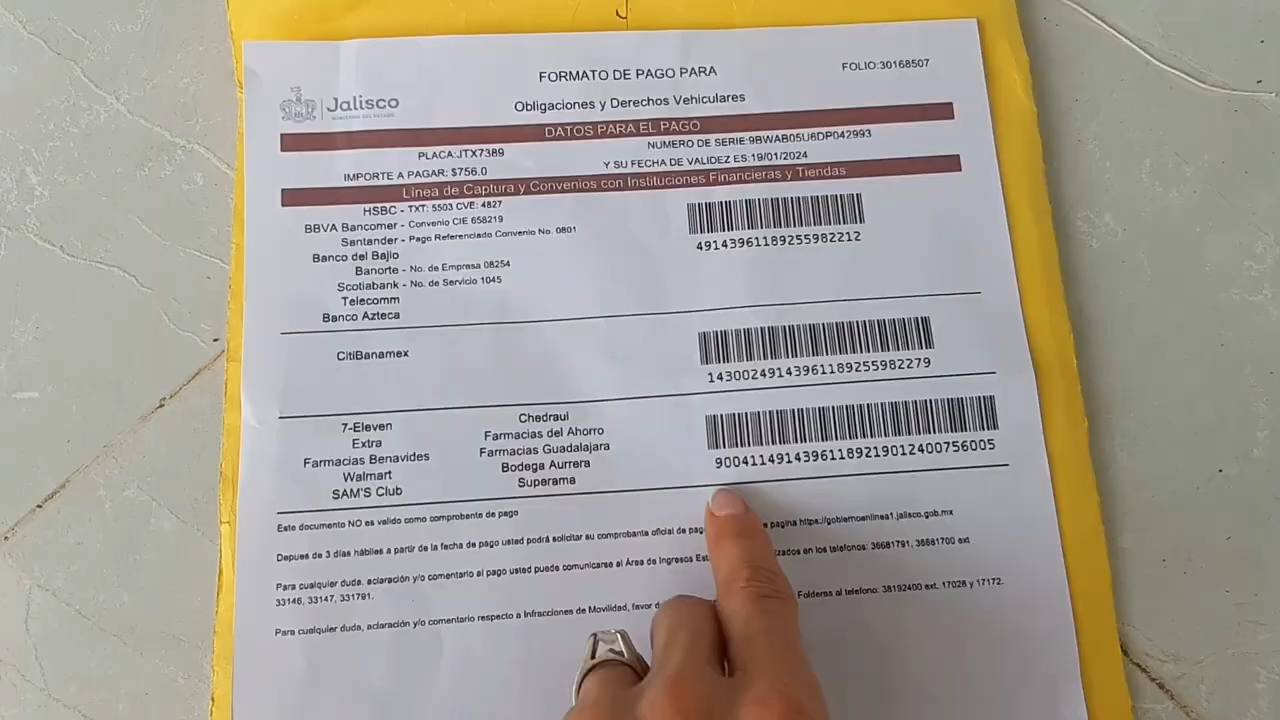 FORMATO DE PAGO PARA
FOLIO:30168507
Jalisco
Obligaciones y Derechos Vehiculares
DATOS PARA EL PAGO
PLACA:JTX7389
NUMERO DE SERIE:9BWAB05U6DP042993
IMPORTE A PAGAR: $756.0
Y SU FECHA DE VALIDEZ ES:19/01/2024
Línea de Captura y Convenios con Instituciones Financieras y Tiendas
HSBC - TXT: 5503 CVE: 4827
BBVA Bancomer - Convenio CIE 658219
Santander - Pago Referenciado Convenio No. 0801
Banco del Bajio
Banorte - No. de Empresa 08254
Scotiabank - No. de Servicio 1045
Telecomm
Banco Azteca
49143961189255982212
CitiBanamex
14300249143961189255982279
7-Eleven
Extra
Farmacias Benavides
Walmart
SAM'S Club
Chedraui
Farmacias del Ahorro
Farmacias Guadalajara
Bodega Aurrera
Superama
90041149143961189219012400756005
Este documento NO es valido como comprobante de pago
Depues de 3 días hábiles a partir de la fecha de pago usted podrá solicitar su comprobante oficial de pag e pagina https://gobiernoenlinea1.jalisco.gob.mx
Para cualquier duda, aclaración y/o comentario al pago usted puede comunicarse al Área de Ingresos Est izados en los telefonos: 36681791, 36681700 ext
33146, 33147, 331791.
Para cualquier duda, aclaración y/o comentario respecto a Infracciones de Movilidad, favor d Folderas al telefono: 38192400 ext. 17028 y 17172.